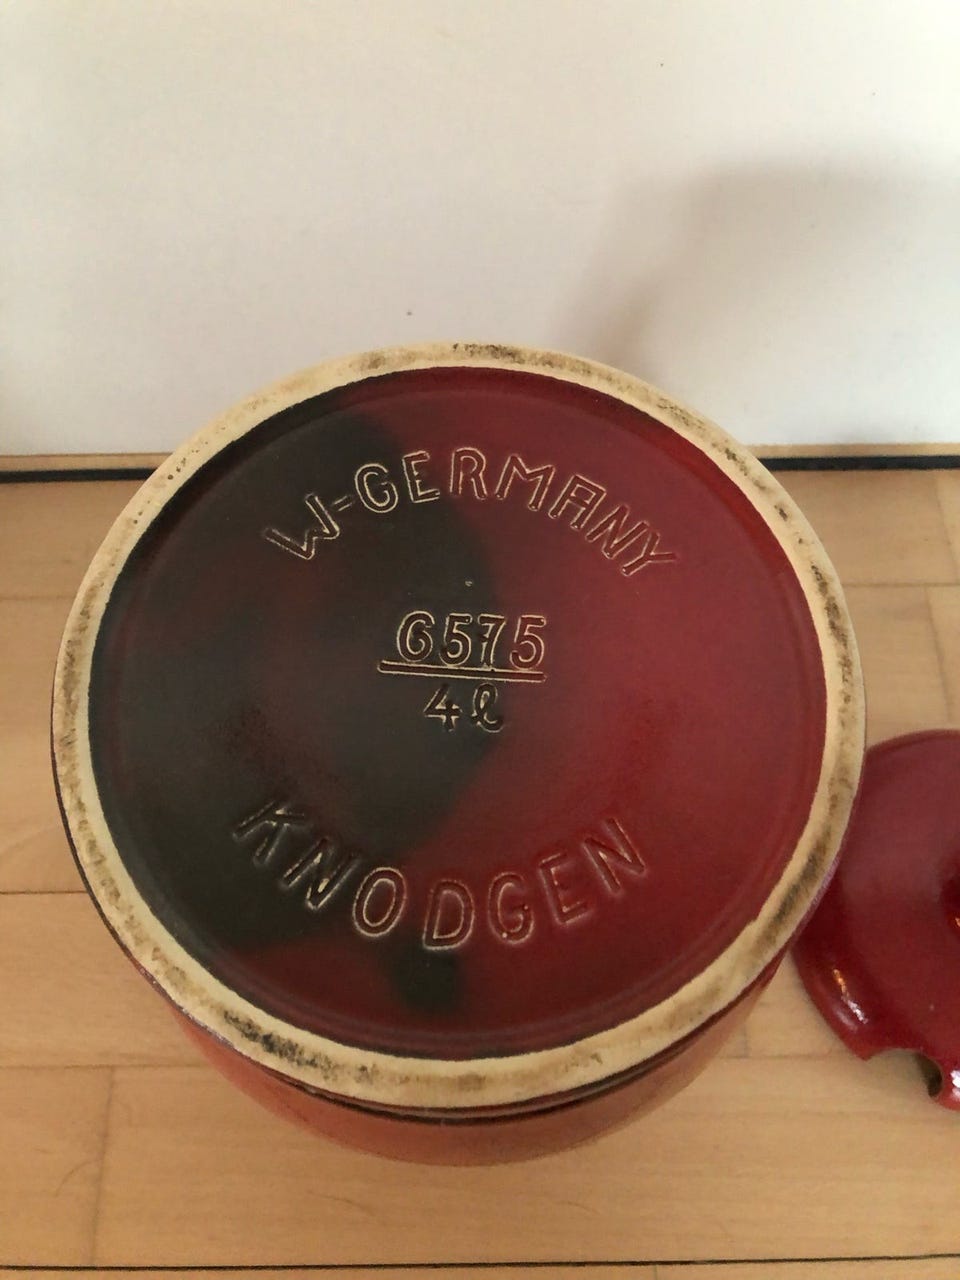 W-GERMANY
6575
4ℓ
KNODGEN